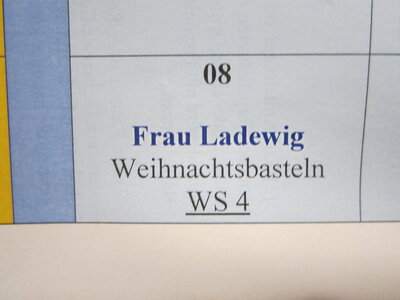 08
Frau Ladewig
Weihnachtsbasteln
WS 4